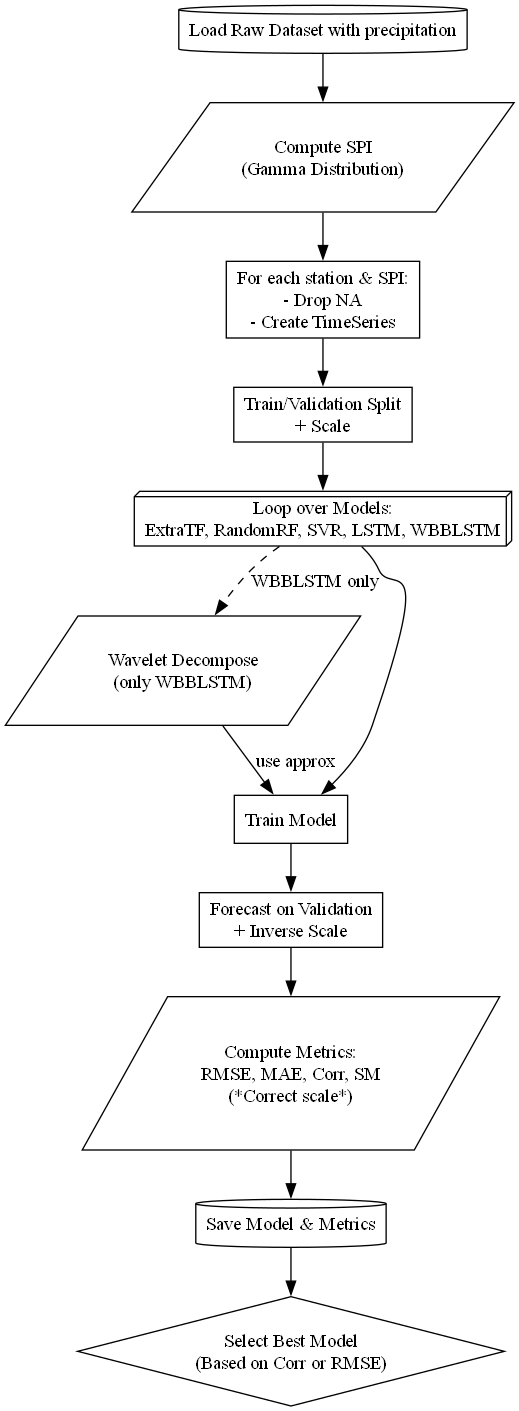 Load Raw Dataset with precipitation
Compute SPI
(Gamma Distribution)
For each station & SPI:
- Drop NA
- Create TimeSeries
Train/Validation Split
+ Scale
Loop over Models:
ExtraTF, RandomRF, SVR, LSTM, WBBLSTM
WBBLSTM only
Wavelet Decompose
(only WBBLSTM)
use approx
Train Model
Forecast on Validation
+ Inverse Scale
Compute Metrics:
RMSE, MAE, Corr, SM
(*Correct scale*)
Save Model & Metrics
Select Best Model
(Based on Corr or RMSE)